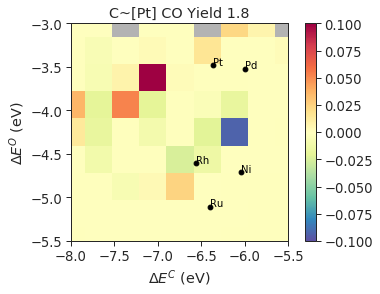 C~[Pt] CO Yield 1.8
−3.0
−3.5
−4.0
−4.5
−5.0
−5.5
ΔE^O (eV)
Pt
Pd
Rh
Ni
Ru
−8.0 −7.5 −7.0 −6.5 −6.0 −5.5
ΔE^C (eV)
0.100
0.075
0.050
0.025
0.000
−0.025
−0.050
−0.075
−0.100